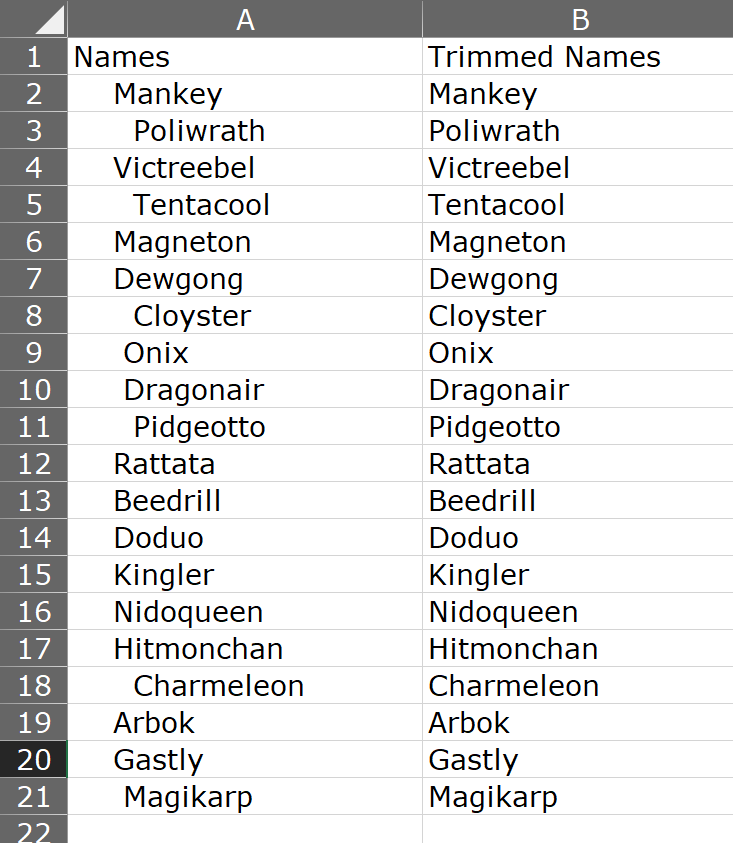 A B
1 Names Trimmed Names
2 Mankey Mankey
3 Poliwrath Poliwrath
4 Victreebel Victreebel
5 Tentacool Tentacool
6 Magneton Magneton
7 Dewgong Dewgong
8 Cloyster Cloyster
9 Onix Onix
10 Dragonair Dragonair
11 Pidgeotto Pidgeotto
12 Rattata Rattata
13 Beedrill Beedrill
14 Doduo Doduo
15 Kingler Kingler
16 Nidoqueen Nidoqueen
17 Hitmonchan Hitmonchan
18 Charmeleon Charmeleon
19 Arbok Arbok
20 Gastly Gastly
21 Magikarp Magikarp
22